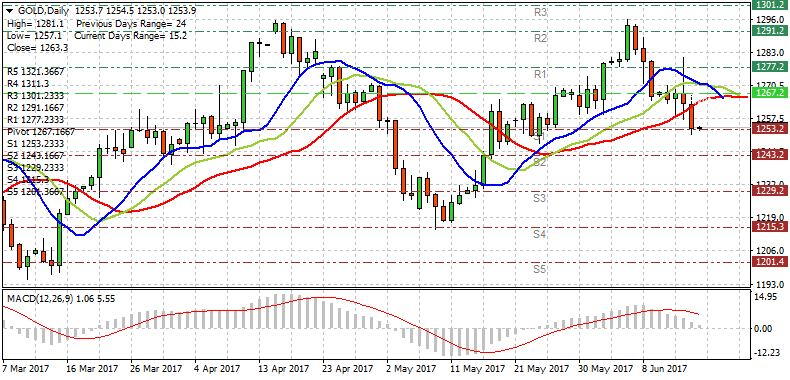 GOLD,Daily 1253.7 1254.5 1253.0 1253.9
High= 1281.1 Previous Days Range= 24
Low= 1257.1 Current Days Range= 15.2
Close= 1263.3
R5 1321.3667
R4 1311.3
R3 1301.2333
R2 1291.1667
R1 1277.2333
Pivot 1267.1667
S1 1253.2333
S2 1243.1667
S3 1229.2333
S4 1215.3
R3
R2
R1
S2
S3
S4
S5
1301.2
1296.0
1291.2
1283.0
1277.2
1267.2
1257.5
1253.2
1243.2
1229.2
1219.0
1215.3
1206.0
1201.4
1193.0
MACD(12,26,9) 1.06 5.55
14.95
0.00
-12.23
7 Mar 2017 16 Mar 2017 26 Mar 2017 4 Apr 2017 13 Apr 2017 23 Apr 2017 2 May 2017 11 May 2017 21 May 2017 30 May 2017 8 Jun 2017